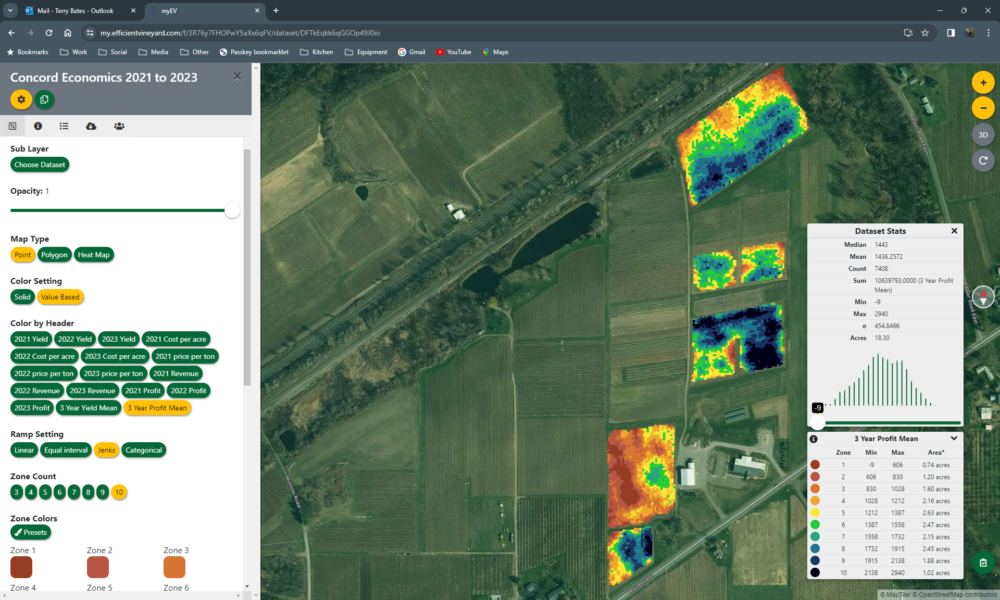 Mail - Terry Bates - Outlook
myEV
my.efficientvineyard.com/f/3R76y7FHOPwY5aXx6qFV/dataset/DFTkEqkk6qGGOp49J0io
Bookmarks Work Social Media Other Passkey bookmarklet Kitchen Equipment Gmail YouTube Maps
Concord Economics 2021 to 2023
Sub Layer
Choose Dataset
Opacity: 1
Map Type
Point Polygon Heat Map
Color Setting
Solid Value Based
Color by Header
2021 Yield 2022 Yield 2023 Yield 2021 Cost per acre
2022 Cost per acre 2023 Cost per acre 2021 price per ton
2022 price per ton 2023 price per ton 2021 Revenue
2022 Revenue 2023 Revenue 2021 Profit 2022 Profit
2023 Profit 3 Year Yield Mean 3 Year Profit Mean
Ramp Setting
Linear Equal interval Jenks Categorical
Zone Count
3 4 5 6 7 8 9 10
Zone Colors
Presets
Zone 1 Zone 2 Zone 3
Zone 4 Zone 5 Zone 6
Walker Road East
Walker Road East
Munson Road
Main Street
reet
eet
3D
Dataset Stats
Median 1443
Mean 1436.2572
Count 7408
Sum 10639793.0000 (3 Year Profit
Mean)
Min -9
Max 2940
σ 454.8466
Acres 18.30
-9
3 Year Profit Mean
Zone Min Max Area*
1 -9 606 0.74 acres
2 606 830 1.20 acres
3 830 1028 1.60 acres
4 1028 1212 2.16 acres
5 1212 1387 2.63 acres
6 1387 1558 2.47 acres
7 1558 1732 2.15 acres
8 1732 1915 2.45 acres
9 1915 2138 1.88 acres
10 2138 2940 1.02 acres
© MapTiler © OpenStreetMap contributors